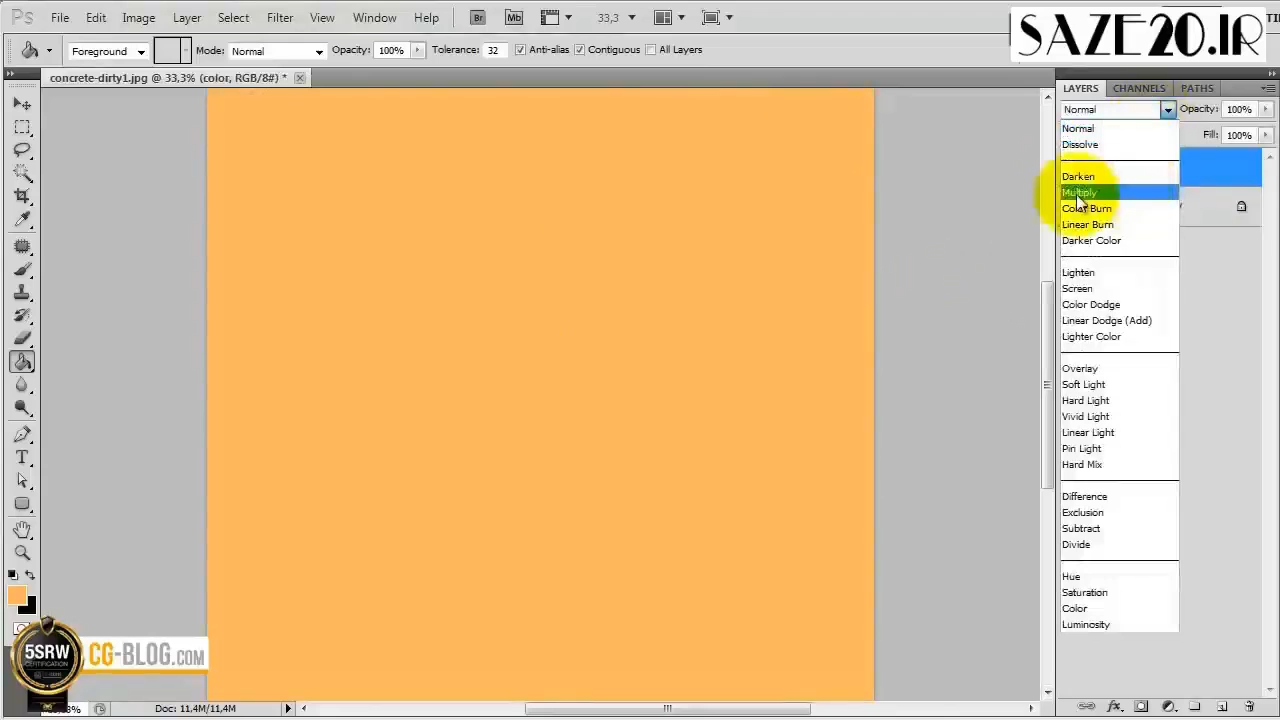 Ps File Edit Image Layer Select Filter View Window Help Br Mb 33,3
SAZE20.IR
Foreground Mode: Normal Opacity: 100% Tolerance: 32 Anti-alias Contiguous All Layers
concrete-dirty1.jpg @ 33,3% (color, RGB/8#) *
LAYERS CHANNELS PATHS
Normal Opacity: 100%
Normal Fill: 100%
Dissolve
Darken
Multiply
Color Burn
Linear Burn
Darker Color
Lighten
Screen
Color Dodge
Linear Dodge (Add)
Lighter Color
Overlay
Soft Light
Hard Light
Vivid Light
Linear Light
Pin Light
Hard Mix
Difference
Exclusion
Subtract
Divide
Hue
Saturation
Color
Luminosity
5SRW
CERTIFICATION
CG-BLOG.COM
Doc: 11,4M/11,4M